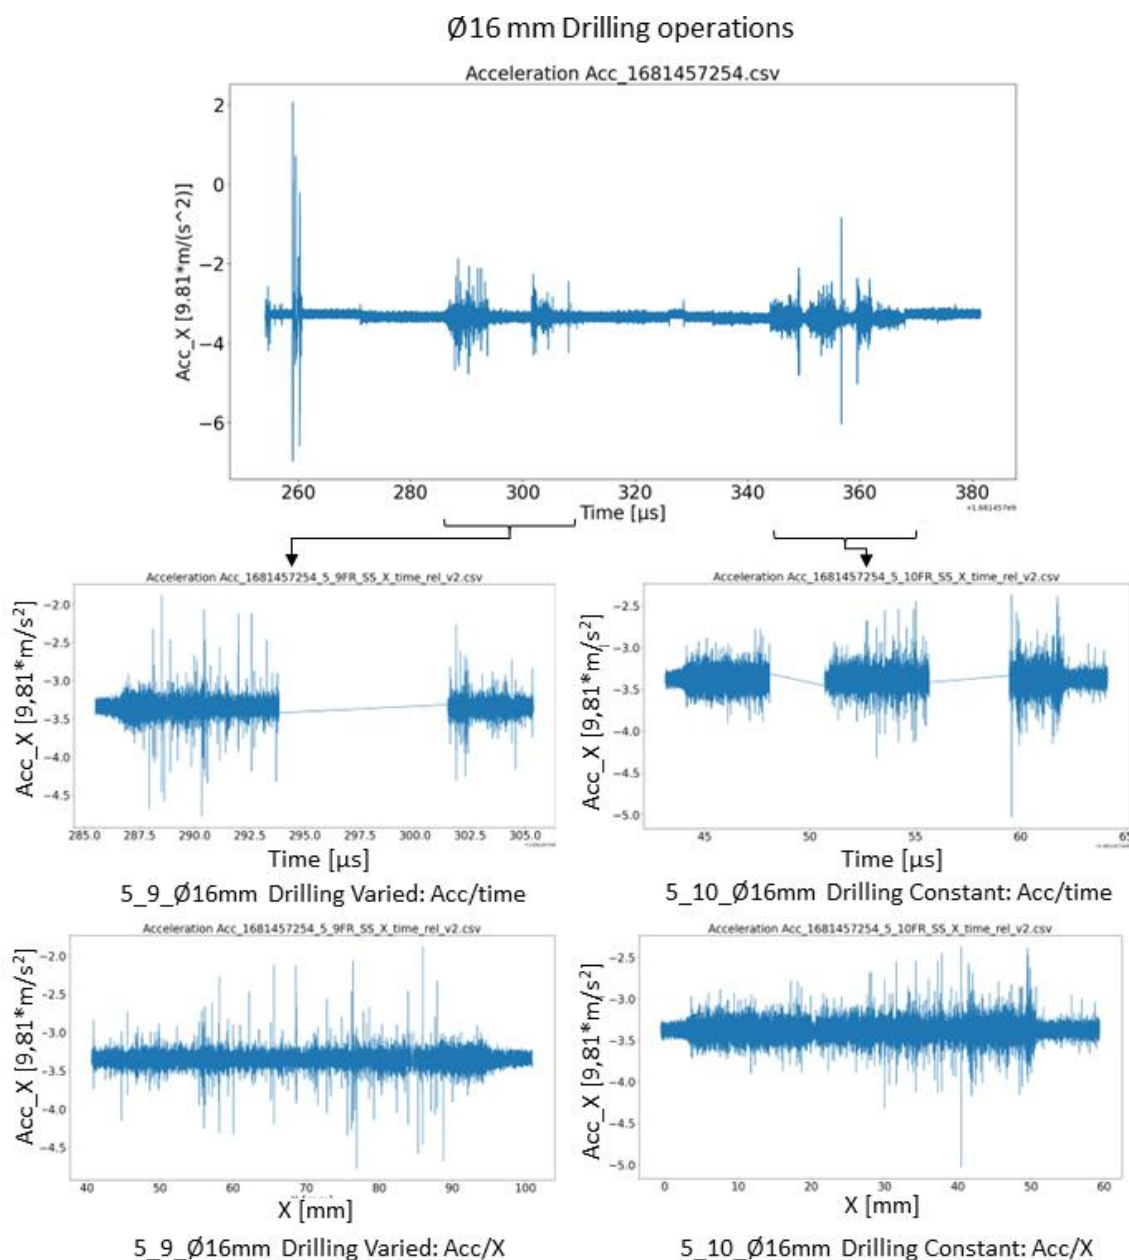 Ø16 mm Drilling operations
Acceleration Acc_1681457254.csv
Acc_X [9.81*m/(s^2)]
2
0
−2
−4
−6
260 280 300 320 340 360 380
Time [µs]
+1.681457e9
Acceleration Acc_1681457254_5_9FR_SS_X_time_rel_v2.csv
Acc_X [9,81*m/s²]
−2.0
−2.5
−3.0
−3.5
−4.0
−4.5
285.0 287.5 290.0 292.5 295.0 297.5 300.0 302.5 305.0
Time [µs]
5_9_Ø16mm Drilling Varied: Acc/time
Acceleration Acc_1681457254_5_10FR_SS_X_time_rel_v2.csv
Acc_X [9,81*m/s²]
−2.5
−3.0
−3.5
−4.0
−4.5
−5.0
45 50 55 60 65
Time [µs]
5_10_Ø16mm Drilling Constant: Acc/time
Acceleration Acc_1681457254_5_9FR_SS_X_time_rel_v2.csv
Acc_X [9,81*m/s²]
−2.0
−2.5
−3.0
−3.5
−4.0
−4.5
40 50 60 70 80 90 100
X [mm]
5_9_Ø16mm Drilling Varied: Acc/X
Acceleration Acc_1681457254_5_10FR_SS_X_time_rel_v2.csv
Acc_X [9,81*m/s²]
−2.5
−3.0
−3.5
−4.0
−4.5
−5.0
0 10 20 30 40 50 60
X [mm]
5_10_Ø16mm Drilling Constant: Acc/X